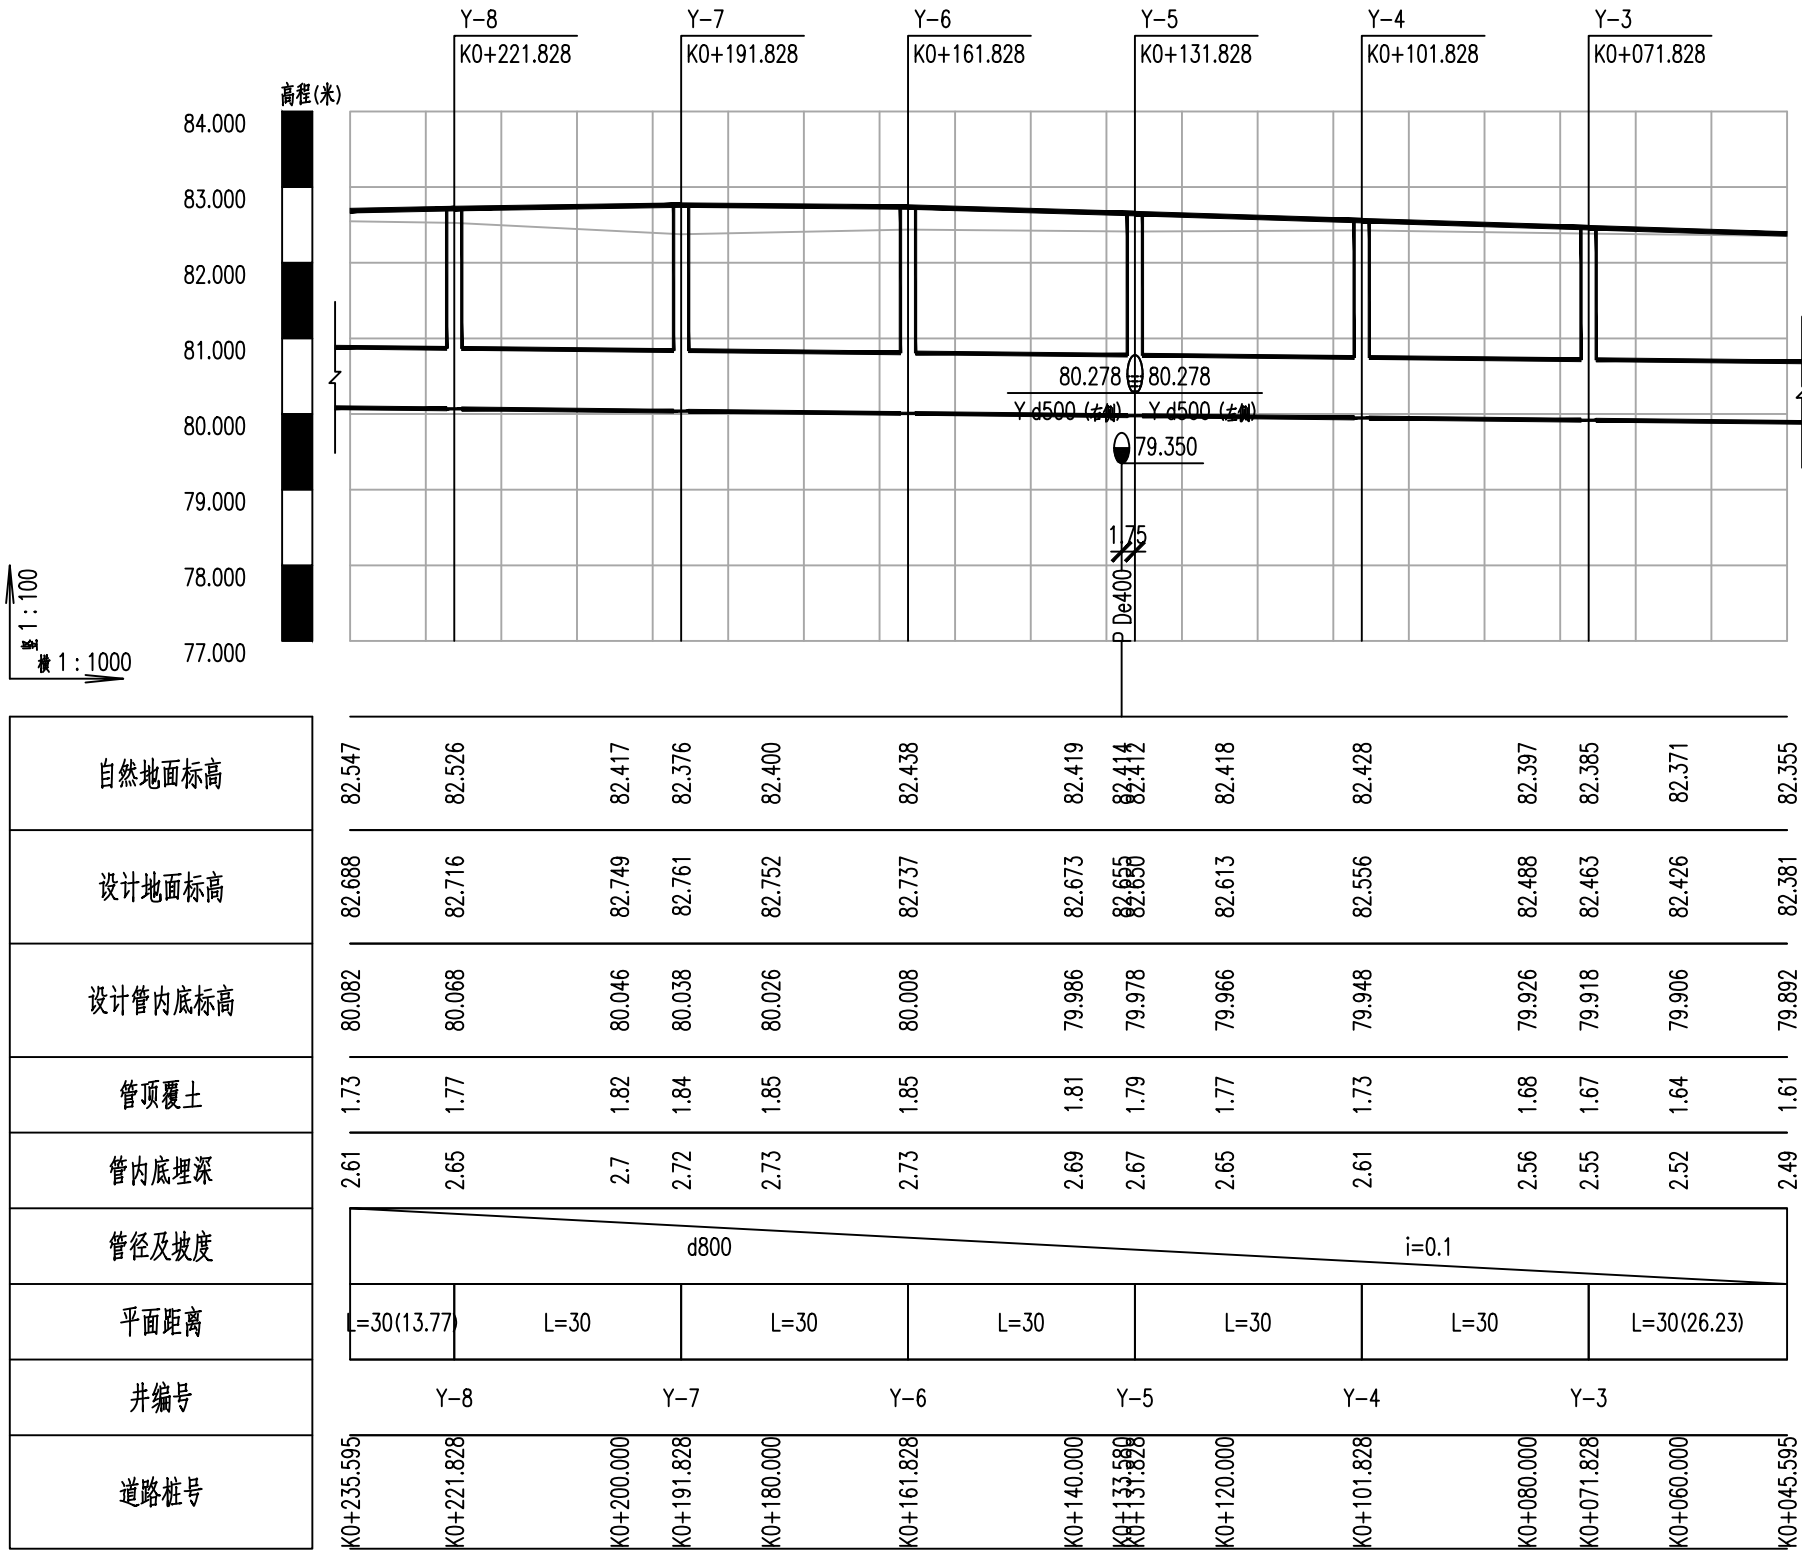 Y-8 Y-7 Y-6 Y-5 Y-4 Y-3
K0+221.828 K0+191.828 K0+161.828 K0+131.828 K0+101.828 K0+071.828
高程(米)
84.000
83.000
82.000
81.000
80.278 80.278
80.000 Y d500 (右侧) Y d500 (左侧)
79.350
79.000
1.75
78.000
P De400
77.000
竖 1:100
横 1:1000
自然地面标高 82.547 82.526 82.417 82.376 82.400 82.438 82.419 82.414 82.412 82.418 82.428 82.397 82.385 82.371 82.355
设计地面标高 82.688 82.716 82.749 82.761 82.752 82.737 82.673 82.655 82.650 82.613 82.556 82.488 82.463 82.426 82.381
设计管内底标高 80.082 80.068 80.046 80.038 80.026 80.008 79.986 79.978 79.966 79.948 79.926 79.918 79.906 79.892
管顶覆土 1.73 1.77 1.82 1.84 1.85 1.85 1.81 1.79 1.77 1.73 1.68 1.67 1.64 1.61
管内底埋深 2.61 2.65 2.7 2.72 2.73 2.73 2.69 2.67 2.65 2.61 2.56 2.55 2.52 2.49
管径及坡度 d800 i=0.1
平面距离 L=30(13.77) L=30 L=30 L=30 L=30 L=30 L=30(26.23)
井编号 Y-8 Y-7 Y-6 Y-5 Y-4 Y-3
道路桩号 K0+235.595 K0+221.828 K0+200.000 K0+191.828 K0+180.000 K0+161.828 K0+140.000 K0+133.580 K0+131.828 K0+120.000 K0+101.828 K0+080.000 K0+071.828 K0+060.000 K0+045.595